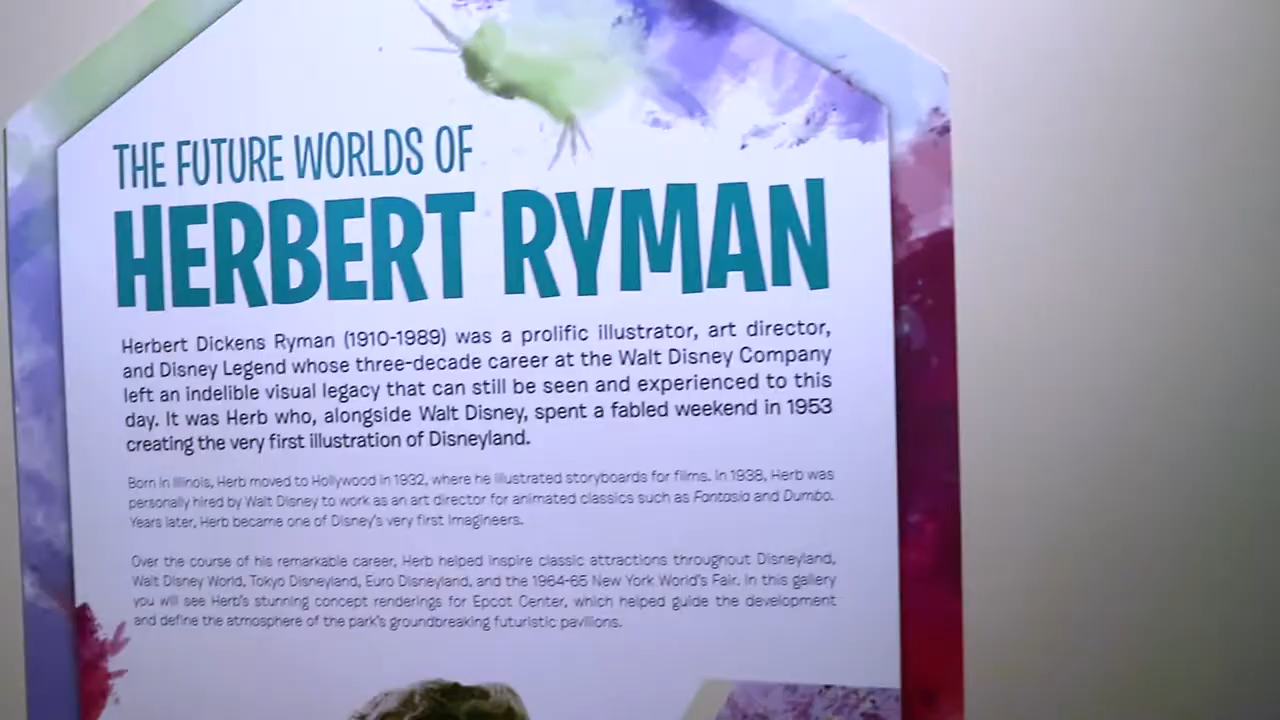 THE FUTURE WORLDS OF
HERBERT RYMAN
Herbert Dickens Ryman (1910-1989) was a prolific illustrator, art director,
and Disney Legend whose three-decade career at the Walt Disney Company
left an indelible visual legacy that can still be seen and experienced to this
day. It was Herb who, alongside Walt Disney, spent a fabled weekend in 1953
creating the very first illustration of Disneyland.
Born in Illinois, Herb moved to Hollywood in 1932, where he illustrated storyboards for films. In 1938, Herb was
personally hired by Walt Disney to work as an art director for animated classics such as Fantasia and Dumbo.
Years later, Herb became one of Disney's very first Imagineers.
Over the course of his remarkable career, Herb helped inspire classic attractions throughout Disneyland,
Walt Disney World, Tokyo Disneyland, Euro Disneyland, and the 1964-65 New York World's Fair. In this gallery
you will see Herb's stunning concept renderings for Epcot Center, which helped guide the development
and define the atmosphere of the park's groundbreaking futuristic pavilions.